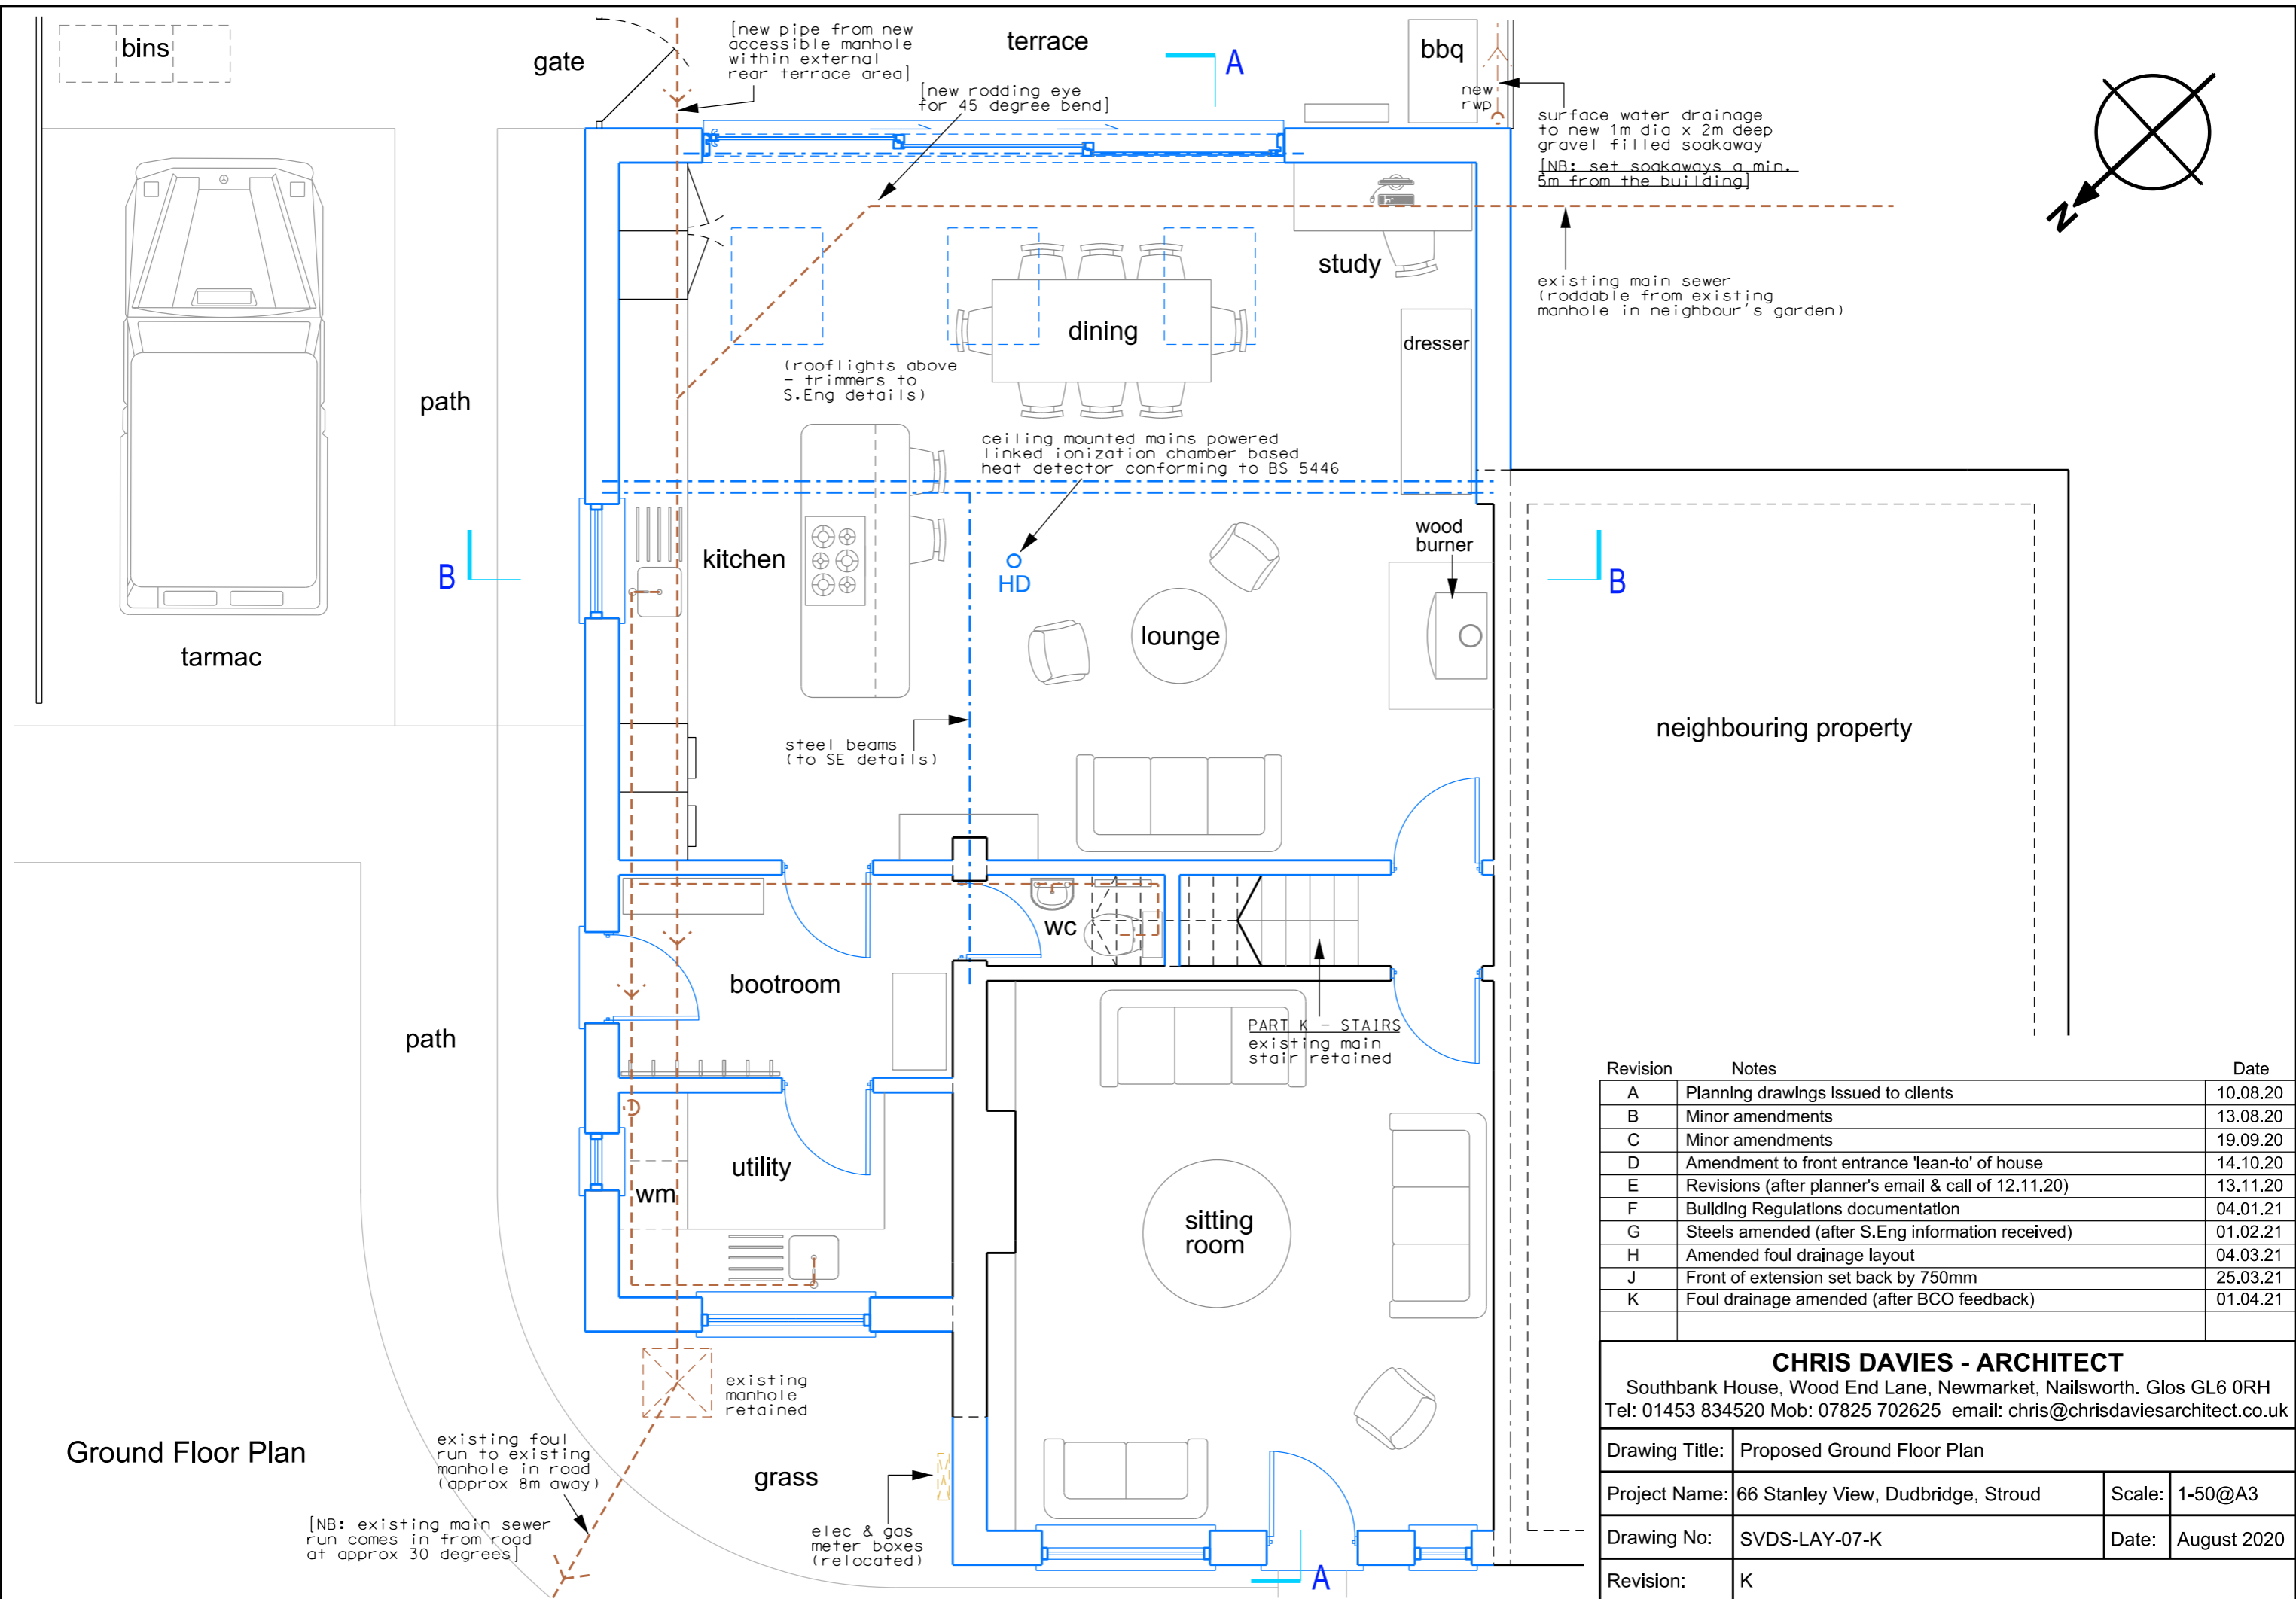 bins
gate
[new pipe from new
accessible manhole
within external
rear terrace area]
terrace
A
bbq
new
rwp
[new rodding eye
for 45 degree bend]
surface water drainage
to new 1m dia x 2m deep
gravel filled soakaway
[NB: set soakaways a min.
5m from the building]
N
study
existing main sewer
(roddable from existing
manhole in neighbour's garden)
dining
dresser
(rooflights above
- trimmers to
S.Eng details)
path
ceiling mounted mains powered
linked ionization chamber based
heat detector conforming to BS 5446
wood
burner
kitchen
HD
B
B
lounge
tarmac
neighbouring property
steel beams
(to SE details)
wc
bootroom
path
PART K - STAIRS
existing main
stair retained
utility
wm
sitting
room
existing
manhole
retained
Ground Floor Plan
existing foul
run to existing
manhole in road
(approx 8m away)
grass
[NB: existing main sewer
run comes in from road
at approx 30 degrees]
elec & gas
meter boxes
(relocated)
A
Revision Notes Date
A Planning drawings issued to clients 10.08.20
B Minor amendments 13.08.20
C Minor amendments 19.09.20
D Amendment to front entrance 'lean-to' of house 14.10.20
E Revisions (after planner's email & call of 12.11.20) 13.11.20
F Building Regulations documentation 04.01.21
G Steels amended (after S.Eng information received) 01.02.21
H Amended foul drainage layout 04.03.21
J Front of extension set back by 750mm 25.03.21
K Foul drainage amended (after BCO feedback) 01.04.21
CHRIS DAVIES - ARCHITECT
Southbank House, Wood End Lane, Newmarket, Nailsworth. Glos GL6 0RH
Tel: 01453 834520 Mob: 07825 702625 email: chris@chrisdaviesarchitect.co.uk
Drawing Title: Proposed Ground Floor Plan
Project Name: 66 Stanley View, Dudbridge, Stroud Scale: 1-50@A3
Drawing No: SVDS-LAY-07-K Date: August 2020
Revision: K